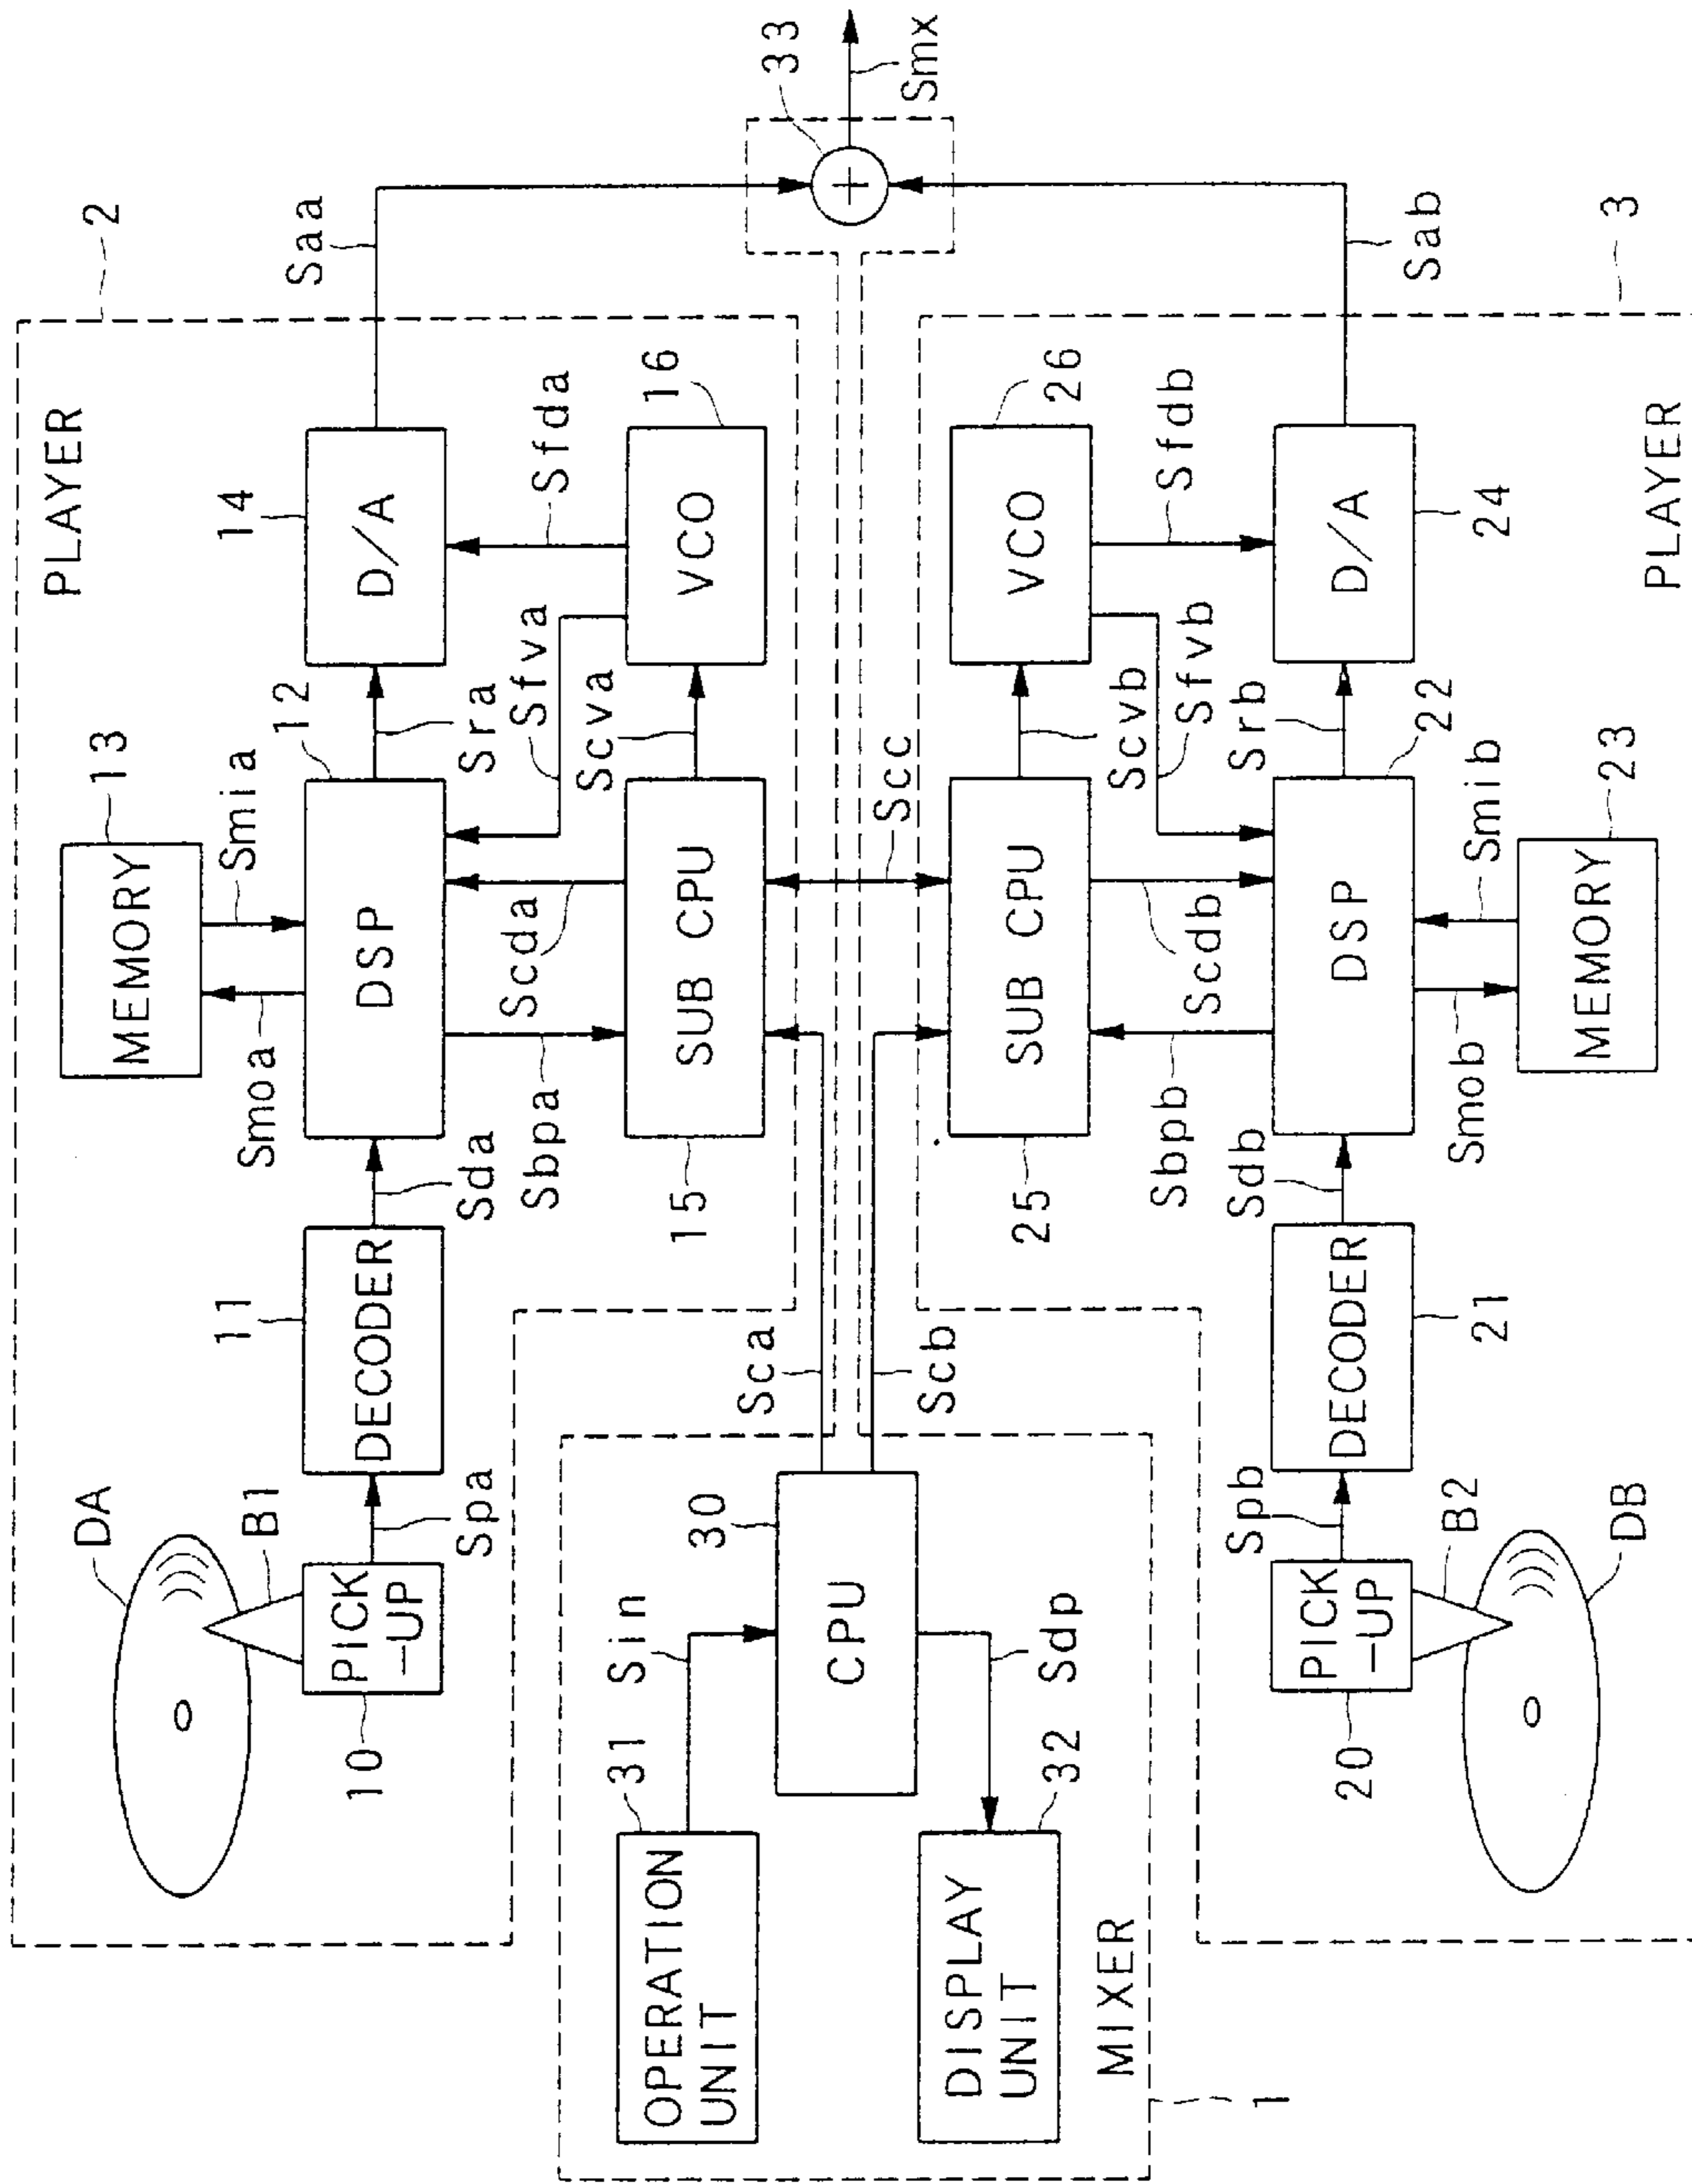 PLAYER
2
DA
B1
10
PICK
-UP
Spa
11
DECODER
Sda
Smoa
MEMORY
13
Smia
12
DSP
Sra
14
D/A
Saa
Sbpa
Scda
Sfva
Sfda
15
SUB CPU
Scva
VCO
16
Sca
Scc
33
Smx
31
OPERATION
UNIT
Sin
30
CPU
Sdp
32
DISPLAY
UNIT
MIXER
1
Scb
25
SUB CPU
Scvb
VCO
26
Sbpb
Scdb
Sfvb
Sfdb
20
PICK
-UP
Spb
B2
DB
21
DECODER
Sdb
DSP
22
Srb
D/A
24
Sab
Smob
Smib
MEMORY
23
PLAYER
3